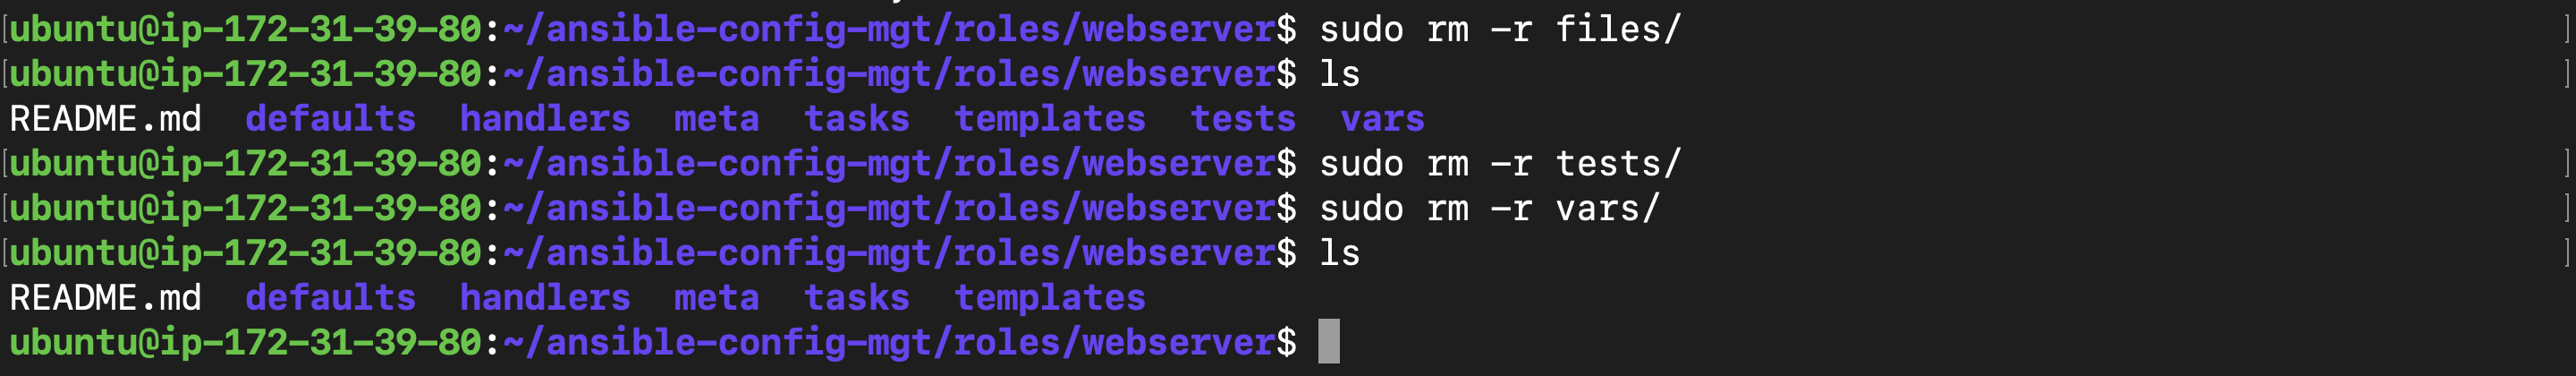 ubuntu@ip-172-31-39-80:~/ansible-config-mgt/roles/webserver$ sudo rm -r files/
ubuntu@ip-172-31-39-80:~/ansible-config-mgt/roles/webserver$ ls
README.md  defaults  handlers  meta  tasks  templates  tests  vars
ubuntu@ip-172-31-39-80:~/ansible-config-mgt/roles/webserver$ sudo rm -r tests/
ubuntu@ip-172-31-39-80:~/ansible-config-mgt/roles/webserver$ sudo rm -r vars/
ubuntu@ip-172-31-39-80:~/ansible-config-mgt/roles/webserver$ ls
README.md  defaults  handlers  meta  tasks  templates
ubuntu@ip-172-31-39-80:~/ansible-config-mgt/roles/webserver$